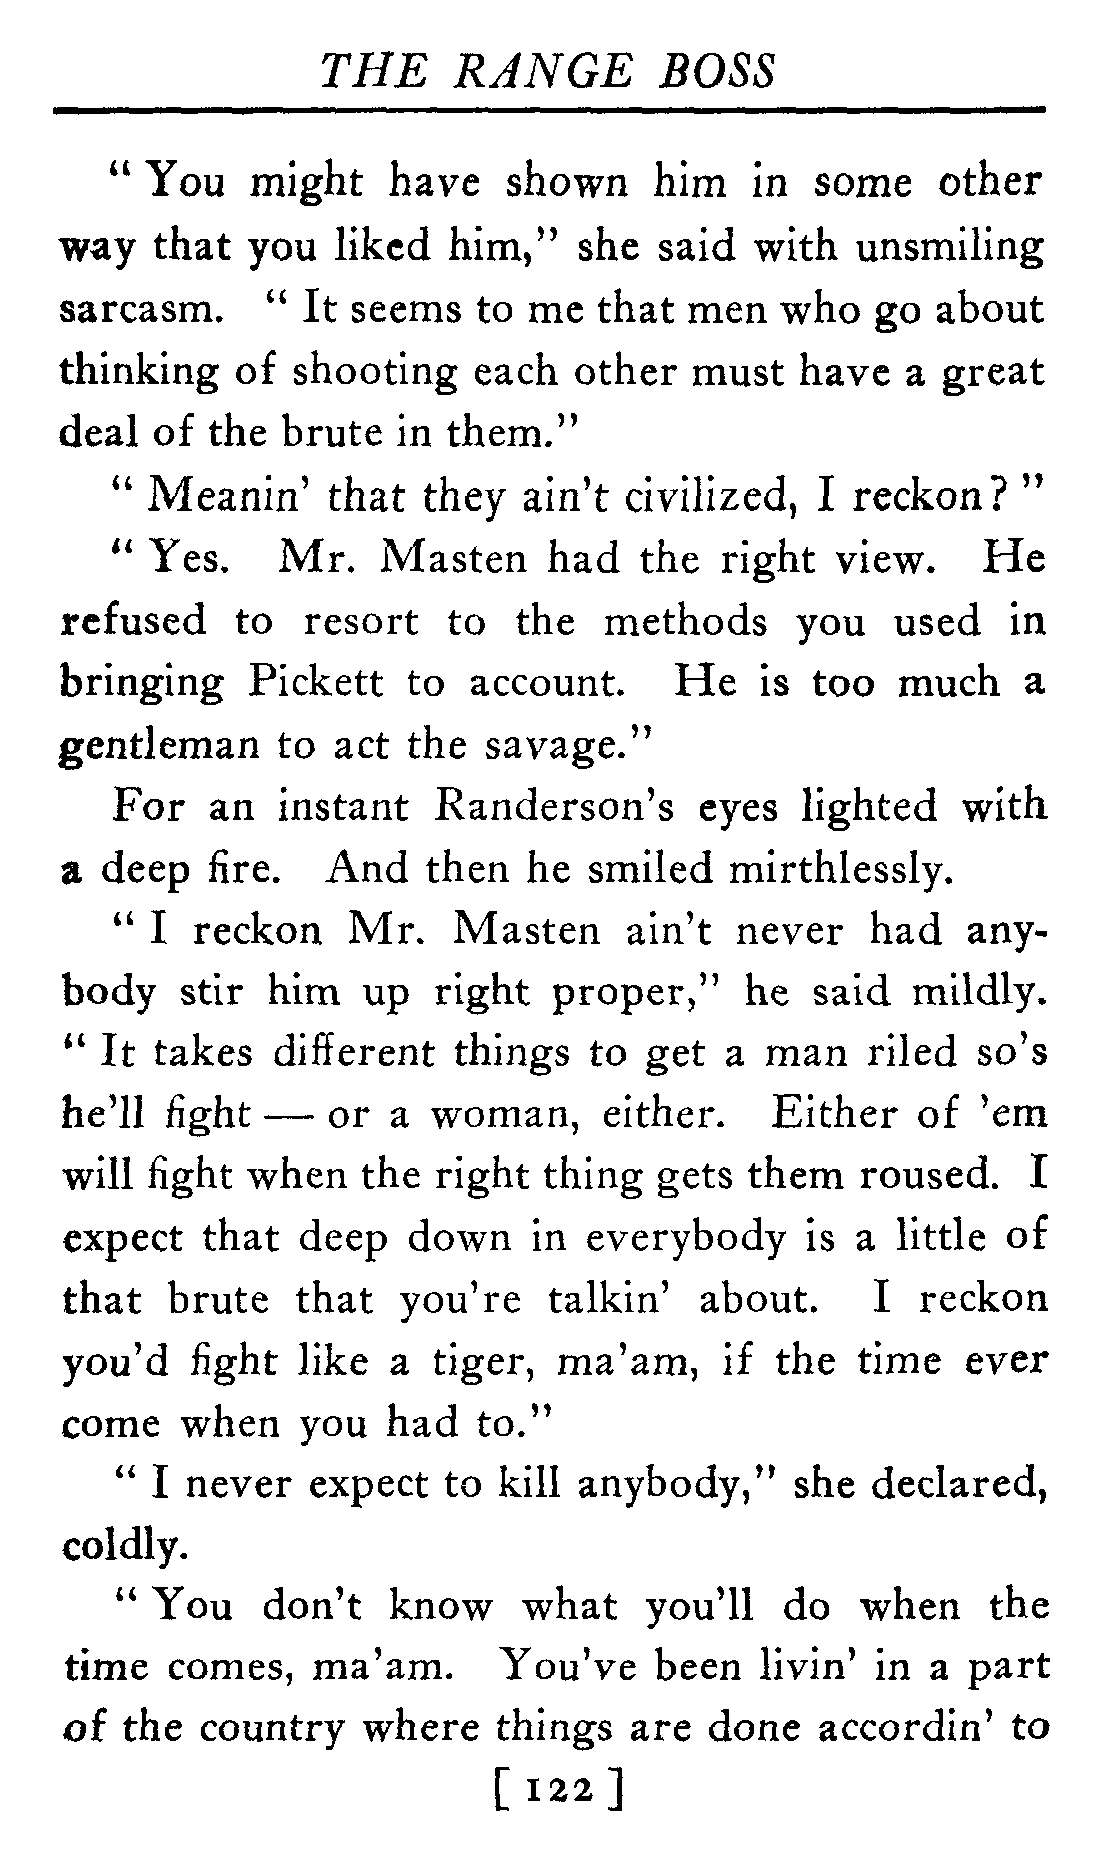 THE RANGE BOSS
“ You might have shown him in some other
way that you liked him,” she said with unsmiling
sarcasm. “ It seems to me that men who go about
thinking of shooting each other must have a great
deal of the brute in them.”
“ Meanin’ that they ain’t civilized, I reckon? ”
“ Yes. Mr. Masten had the right view. He
refused to resort to the methods you used in
bringing Pickett to account. He is too much a
gentleman to act the savage.”
For an instant Randerson’s eyes lighted with
a deep fire. And then he smiled mirthlessly.
“ I reckon Mr. Masten ain’t never had any-
body stir him up right proper,” he said mildly.
“ It takes different things to get a man riled so’s
he’ll fight — or a woman, either. Either of ’em
will fight when the right thing gets them roused. I
expect that deep down in everybody is a little of
that brute that you’re talkin’ about. I reckon
you’d fight like a tiger, ma’am, if the time ever
come when you had to.”
“ I never expect to kill anybody,” she declared,
coldly.
“ You don’t know what you’ll do when the
time comes, ma’am. You’ve been livin’ in a part
of the country where things are done accordin’ to
[ 122 ]